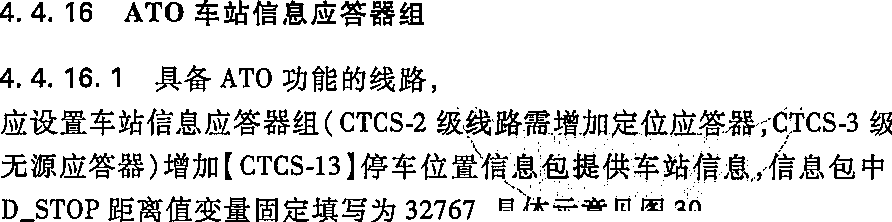 4.4.16 ATO 车站信息应答器组
4.4.16.1 具备 ATO 功能的线路，
应设置车站信息应答器组（CTCS-2 级线路需增加定位应答器，CTCS-3 级
无源应答器）增加【CTCS-13】停车位置信息包提供车站信息，信息包中
D_STOP 距离值变量固定填写为 32767